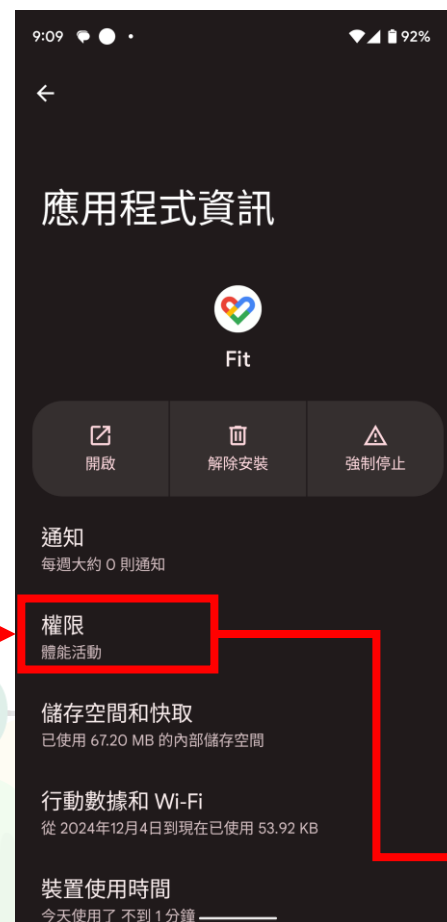 9:09 92%
應用程式資訊
Fit
開啟 解除安裝 強制停止
通知
每週大約 0 則通知
權限
體能活動
儲存空間和快取
已使用 67.20 MB 的內部儲存空間
行動數據和 Wi-Fi
從 2024年12月4日到現在已使用 53.92 KB
裝置使用時間
今天使用了 不到 1 分鐘